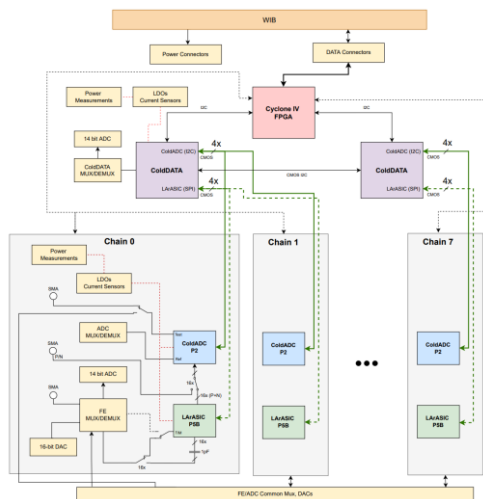 WIB
Power Connectors
DATA Connectors
Power
Measurements
LDOs
Current Sensors
Cyclone IV
FPGA
I2C
I2C
14 bit ADC
ColdDATA
MUX/DEMUX
ColdADC (I2C)
4x
CMOS
ColdDATA
LArASIC (SPI)
4x
CMOS
CMOS I2C
ColdADC (I2C)
4x
CMOS
ColdDATA
LArASIC (SPI)
4x
CMOS
Chain 0
Chain 1
Chain 7
Power
Measurements
LDOs
Current Sensors
SMA
ADC
MUX/DEMUX
ColdADC
P2
ColdADC
P2
ColdADC
P2
SMA
P/N
14 bit ADC
16x
16x (P+N)
SMA
FE
MUX/DEMUX
LArASIC
P5B
LArASIC
P5B
LArASIC
P5B
16-bit DAC
16x
1pF
16x
FE/ADC Common Mux, DACs